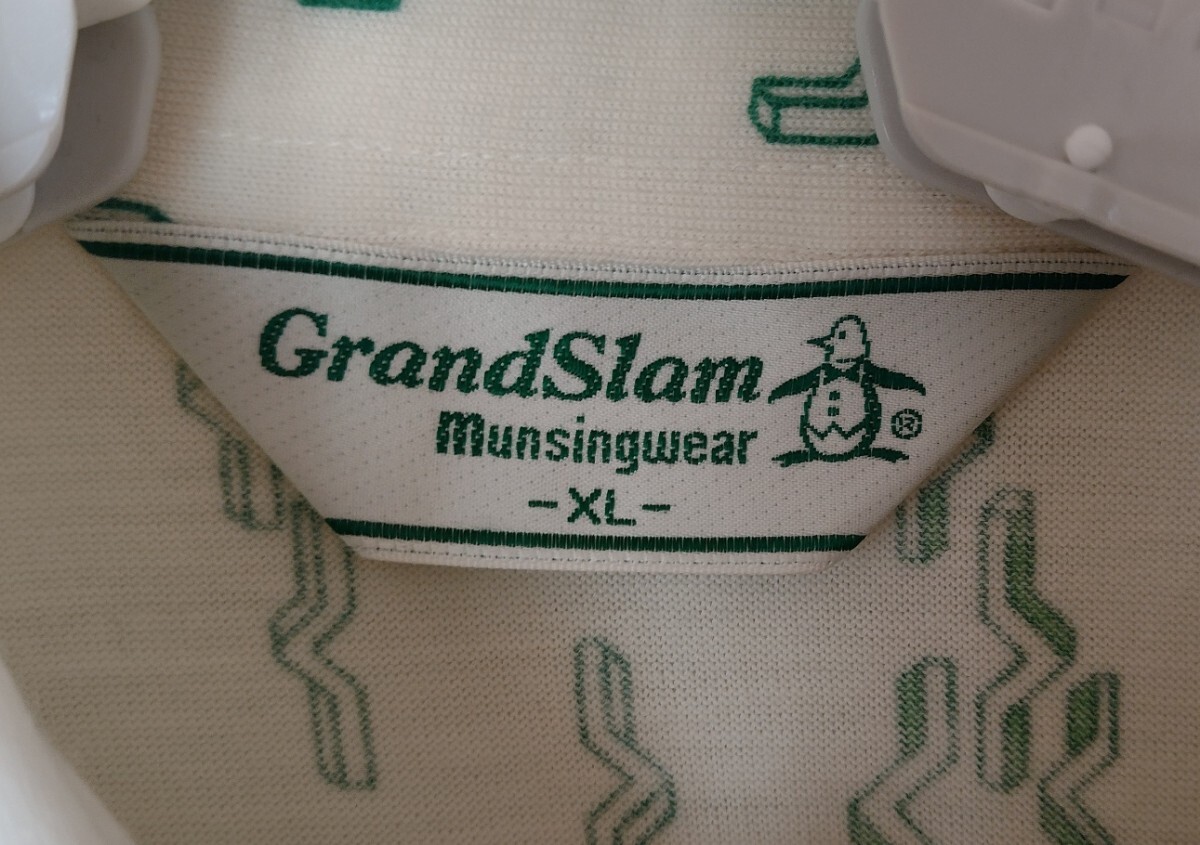 GrandSlam
Munsingwear ®
-XL-